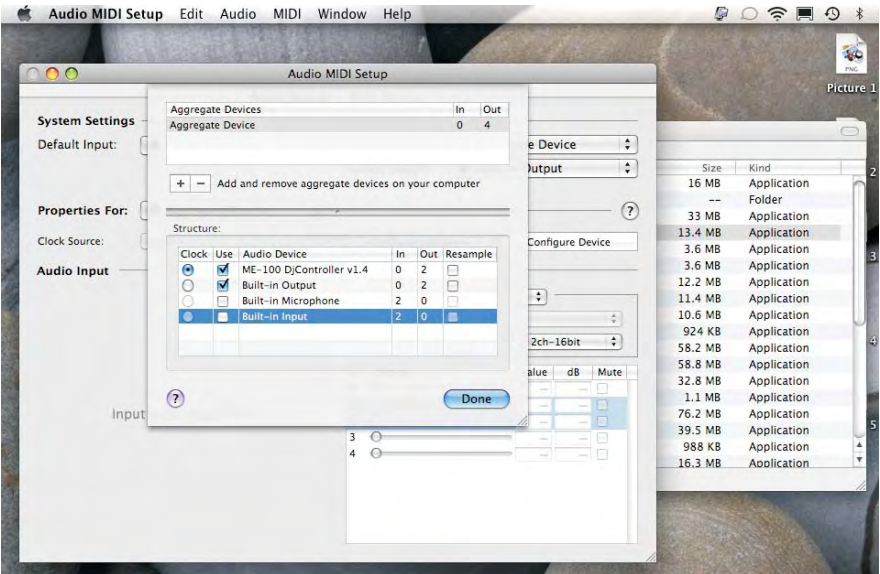 Audio MIDI Setup Edit Audio MIDI Window Help
PNG
Picture 1
Audio MIDI Setup
System Settings
Default Input:
Properties For:
Clock Source:
Audio Input
Input
Aggregate Devices In Out
Aggregate Device 0 4
+ - Add and remove aggregate devices on your computer
Structure:
Clock Use Audio Device In Out Resample
ME-100 DjController v1.4 0 2
Built-in Output 0 2
Built-in Microphone 2 0
Built-in Input 2 0
? Done
e Device
Output
?
Configure Device
2ch-16bit
alue dB Mute
3
4
Size Kind
16 MB Application
-- Folder
33 MB Application
13.4 MB Application
3.6 MB Application
3.6 MB Application
12.2 MB Application
11.4 MB Application
10.6 MB Application
924 KB Application
58.2 MB Application
58.8 MB Application
32.8 MB Application
1.1 MB Application
76.2 MB Application
39.5 MB Application
988 KB Application
16.3 MB Application
2
3
4
5